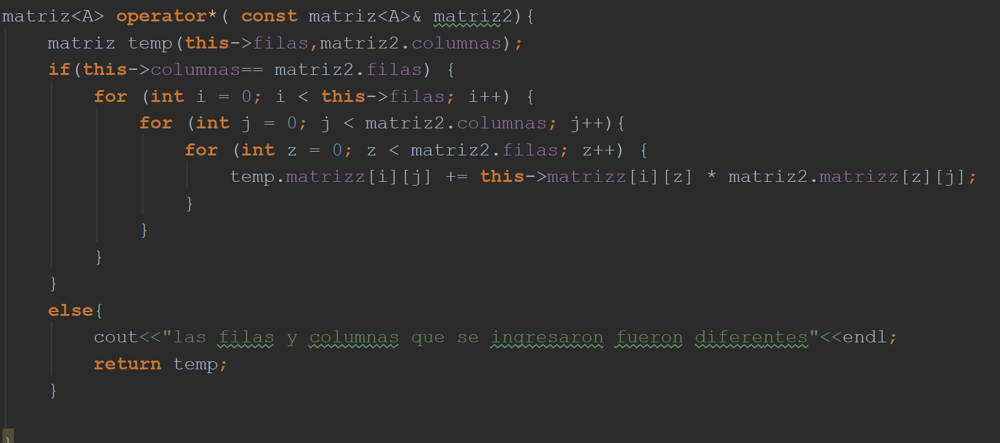 matriz<A> operator*( const matriz<A>& matriz2){
    matriz temp(this->filas,matriz2.columnas);
    if(this->columnas== matriz2.filas) {
        for (int i = 0; i < this->filas; i++) {
            for (int j = 0; j < matriz2.columnas; j++){
                for (int z = 0; z < matriz2.filas; z++) {
                    temp.matrizz[i][j] += this->matrizz[i][z] * matriz2.matrizz[z][j];
                }
            }
        }
    }
    else{
        cout<<"las filas y columnas que se ingresaron fueron diferentes"<<endl;
        return temp;
    }

}